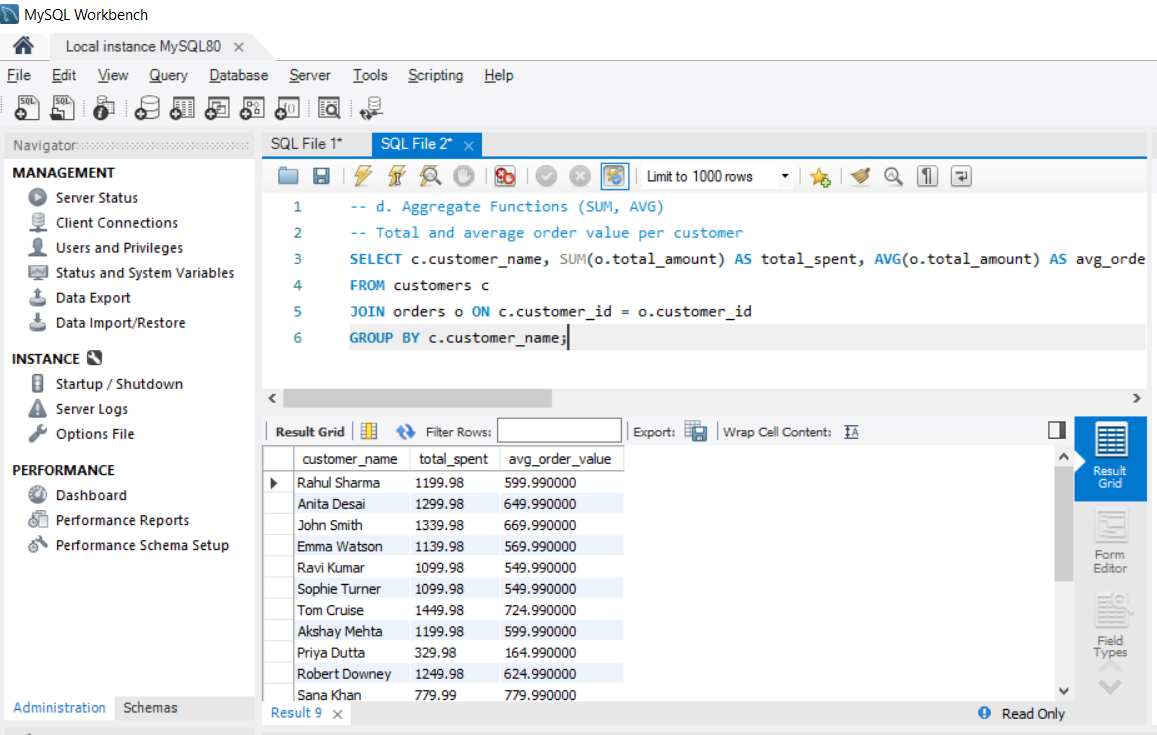 MySQL Workbench
Local instance MySQL80
File Edit View Query Database Server Tools Scripting Help
Navigator
SQL File 1* SQL File 2*
MANAGEMENT
Server Status
Client Connections
Users and Privileges
Status and System Variables
Data Export
Data Import/Restore
INSTANCE
Startup / Shutdown
Server Logs
Options File
PERFORMANCE
Dashboard
Performance Reports
Performance Schema Setup
Administration Schemas
Limit to 1000 rows
1 -- d. Aggregate Functions (SUM, AVG)
2 -- Total and average order value per customer
3 SELECT c.customer_name, SUM(o.total_amount) AS total_spent, AVG(o.total_amount) AS avg_orde
4 FROM customers c
5 JOIN orders o ON c.customer_id = o.customer_id
6 GROUP BY c.customer_name;
Result Grid Filter Rows: Export: Wrap Cell Content:
customer_name total_spent avg_order_value
Rahul Sharma 1199.98 599.990000
Anita Desai 1299.98 649.990000
John Smith 1339.98 669.990000
Emma Watson 1139.98 569.990000
Ravi Kumar 1099.98 549.990000
Sophie Turner 1099.98 549.990000
Tom Cruise 1449.98 724.990000
Akshay Mehta 1199.98 599.990000
Priya Dutta 329.98 164.990000
Robert Downey 1249.98 624.990000
Sana Khan 779.99 779.990000
Result
Grid
Form
Editor
Field
Types
Result 9
Read Only